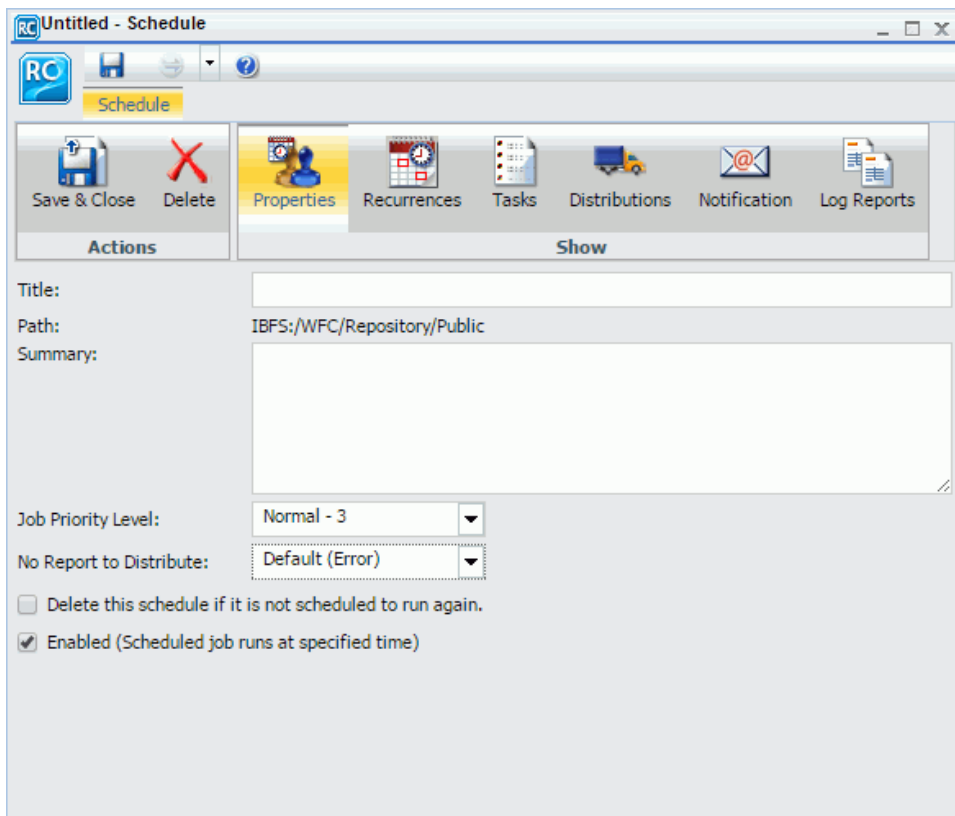 RC Untitled - Schedule
RC
Schedule
Save & Close Delete Properties Recurrences Tasks Distributions Notification Log Reports
Actions Show
Title:
Path: IBFS:/WFC/Repository/Public
Summary:
Job Priority Level: Normal - 3
No Report to Distribute: Default (Error)
Delete this schedule if it is not scheduled to run again.
Enabled (Scheduled job runs at specified time)